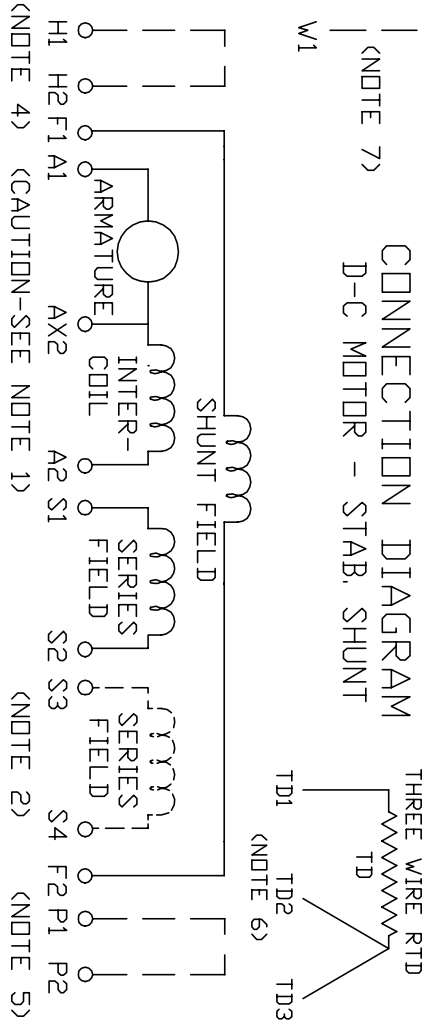 CONNECTION DIAGRAM
D-C MOTOR - STAB. SHUNT
THREE WIRE RTD
TD
TD1 TD2 TD3
(NOTE 6)
W1
(NOTE 7)
SHUNT FIELD
ARMATURE
INTER-
COIL
SERIES
FIELD
SERIES
FIELD
H1 H2 F1 A1 AX2 A2 S1 S2 S3 S4 F2 P1 P2
(NOTE 4) (CAUTION-SEE NOTE 1) (NOTE 2) (NOTE 5)